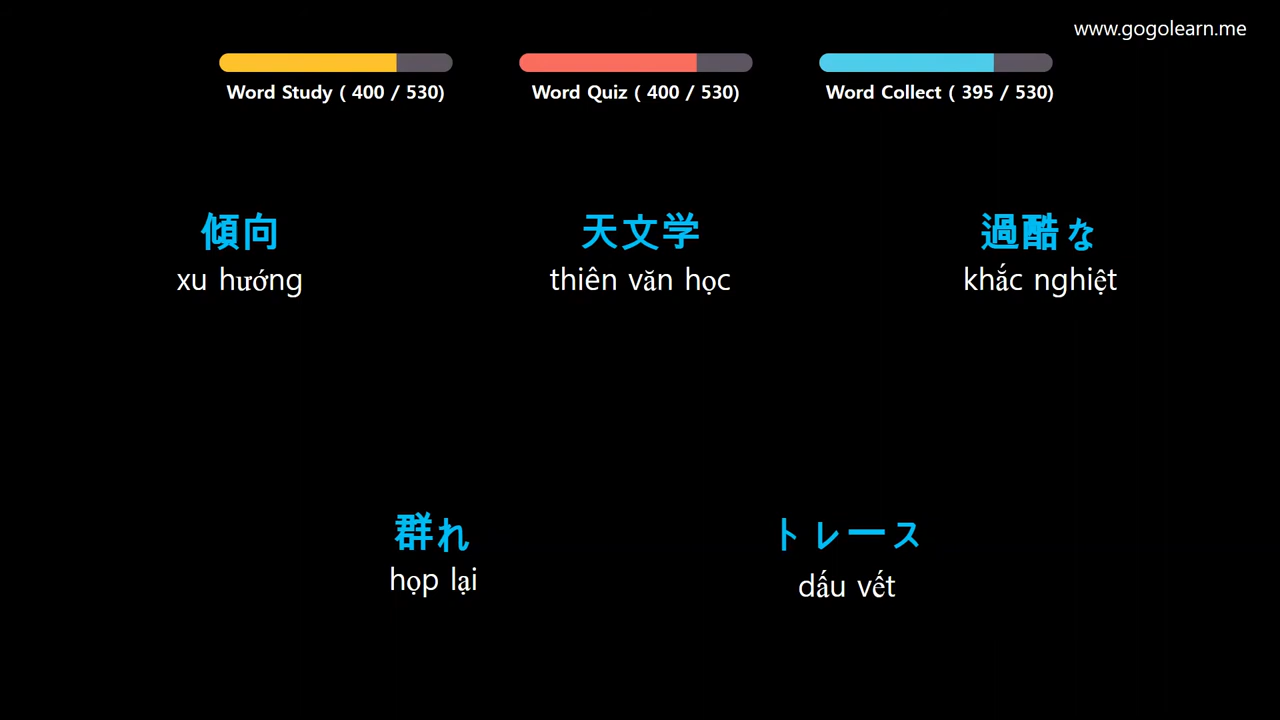 www.gogolearn.me
Word Study ( 400 / 530)
Word Quiz ( 400 / 530)
Word Collect ( 395 / 530)
傾向
xu hướng
天文学
thiên văn học
過酷な
khắc nghiệt
群れ
họp lại
トレース
dấu vết